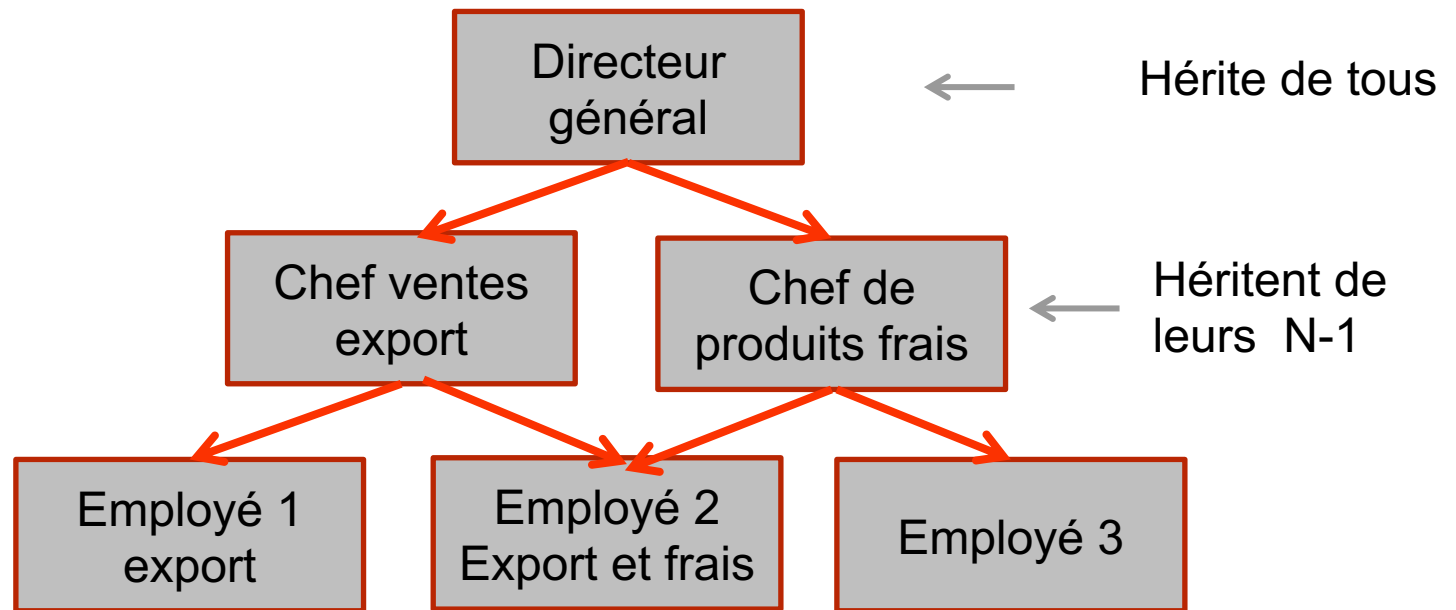 Directeur
général
Hérite de tous
Chef ventes
export
Chef de
produits frais
Héritent de
leurs N-1
Employé 1
export
Employé 2
Export et frais
Employé 3